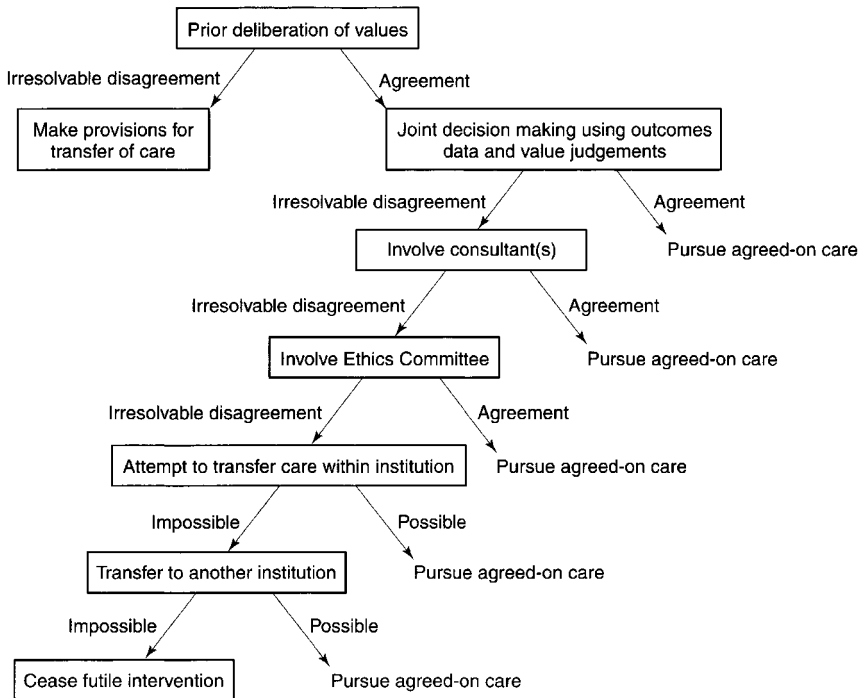 Prior deliberation of values
Irresolvable disagreement
Agreement
Make provisions for
transfer of care
Joint decision making using outcomes
data and value judgements
Irresolvable disagreement
Agreement
Involve consultant(s)
Pursue agreed-on care
Irresolvable disagreement
Agreement
Involve Ethics Committee
Pursue agreed-on care
Irresolvable disagreement
Agreement
Attempt to transfer care within institution
Pursue agreed-on care
Impossible
Possible
Transfer to another institution
Pursue agreed-on care
Impossible
Possible
Cease futile intervention
Pursue agreed-on care